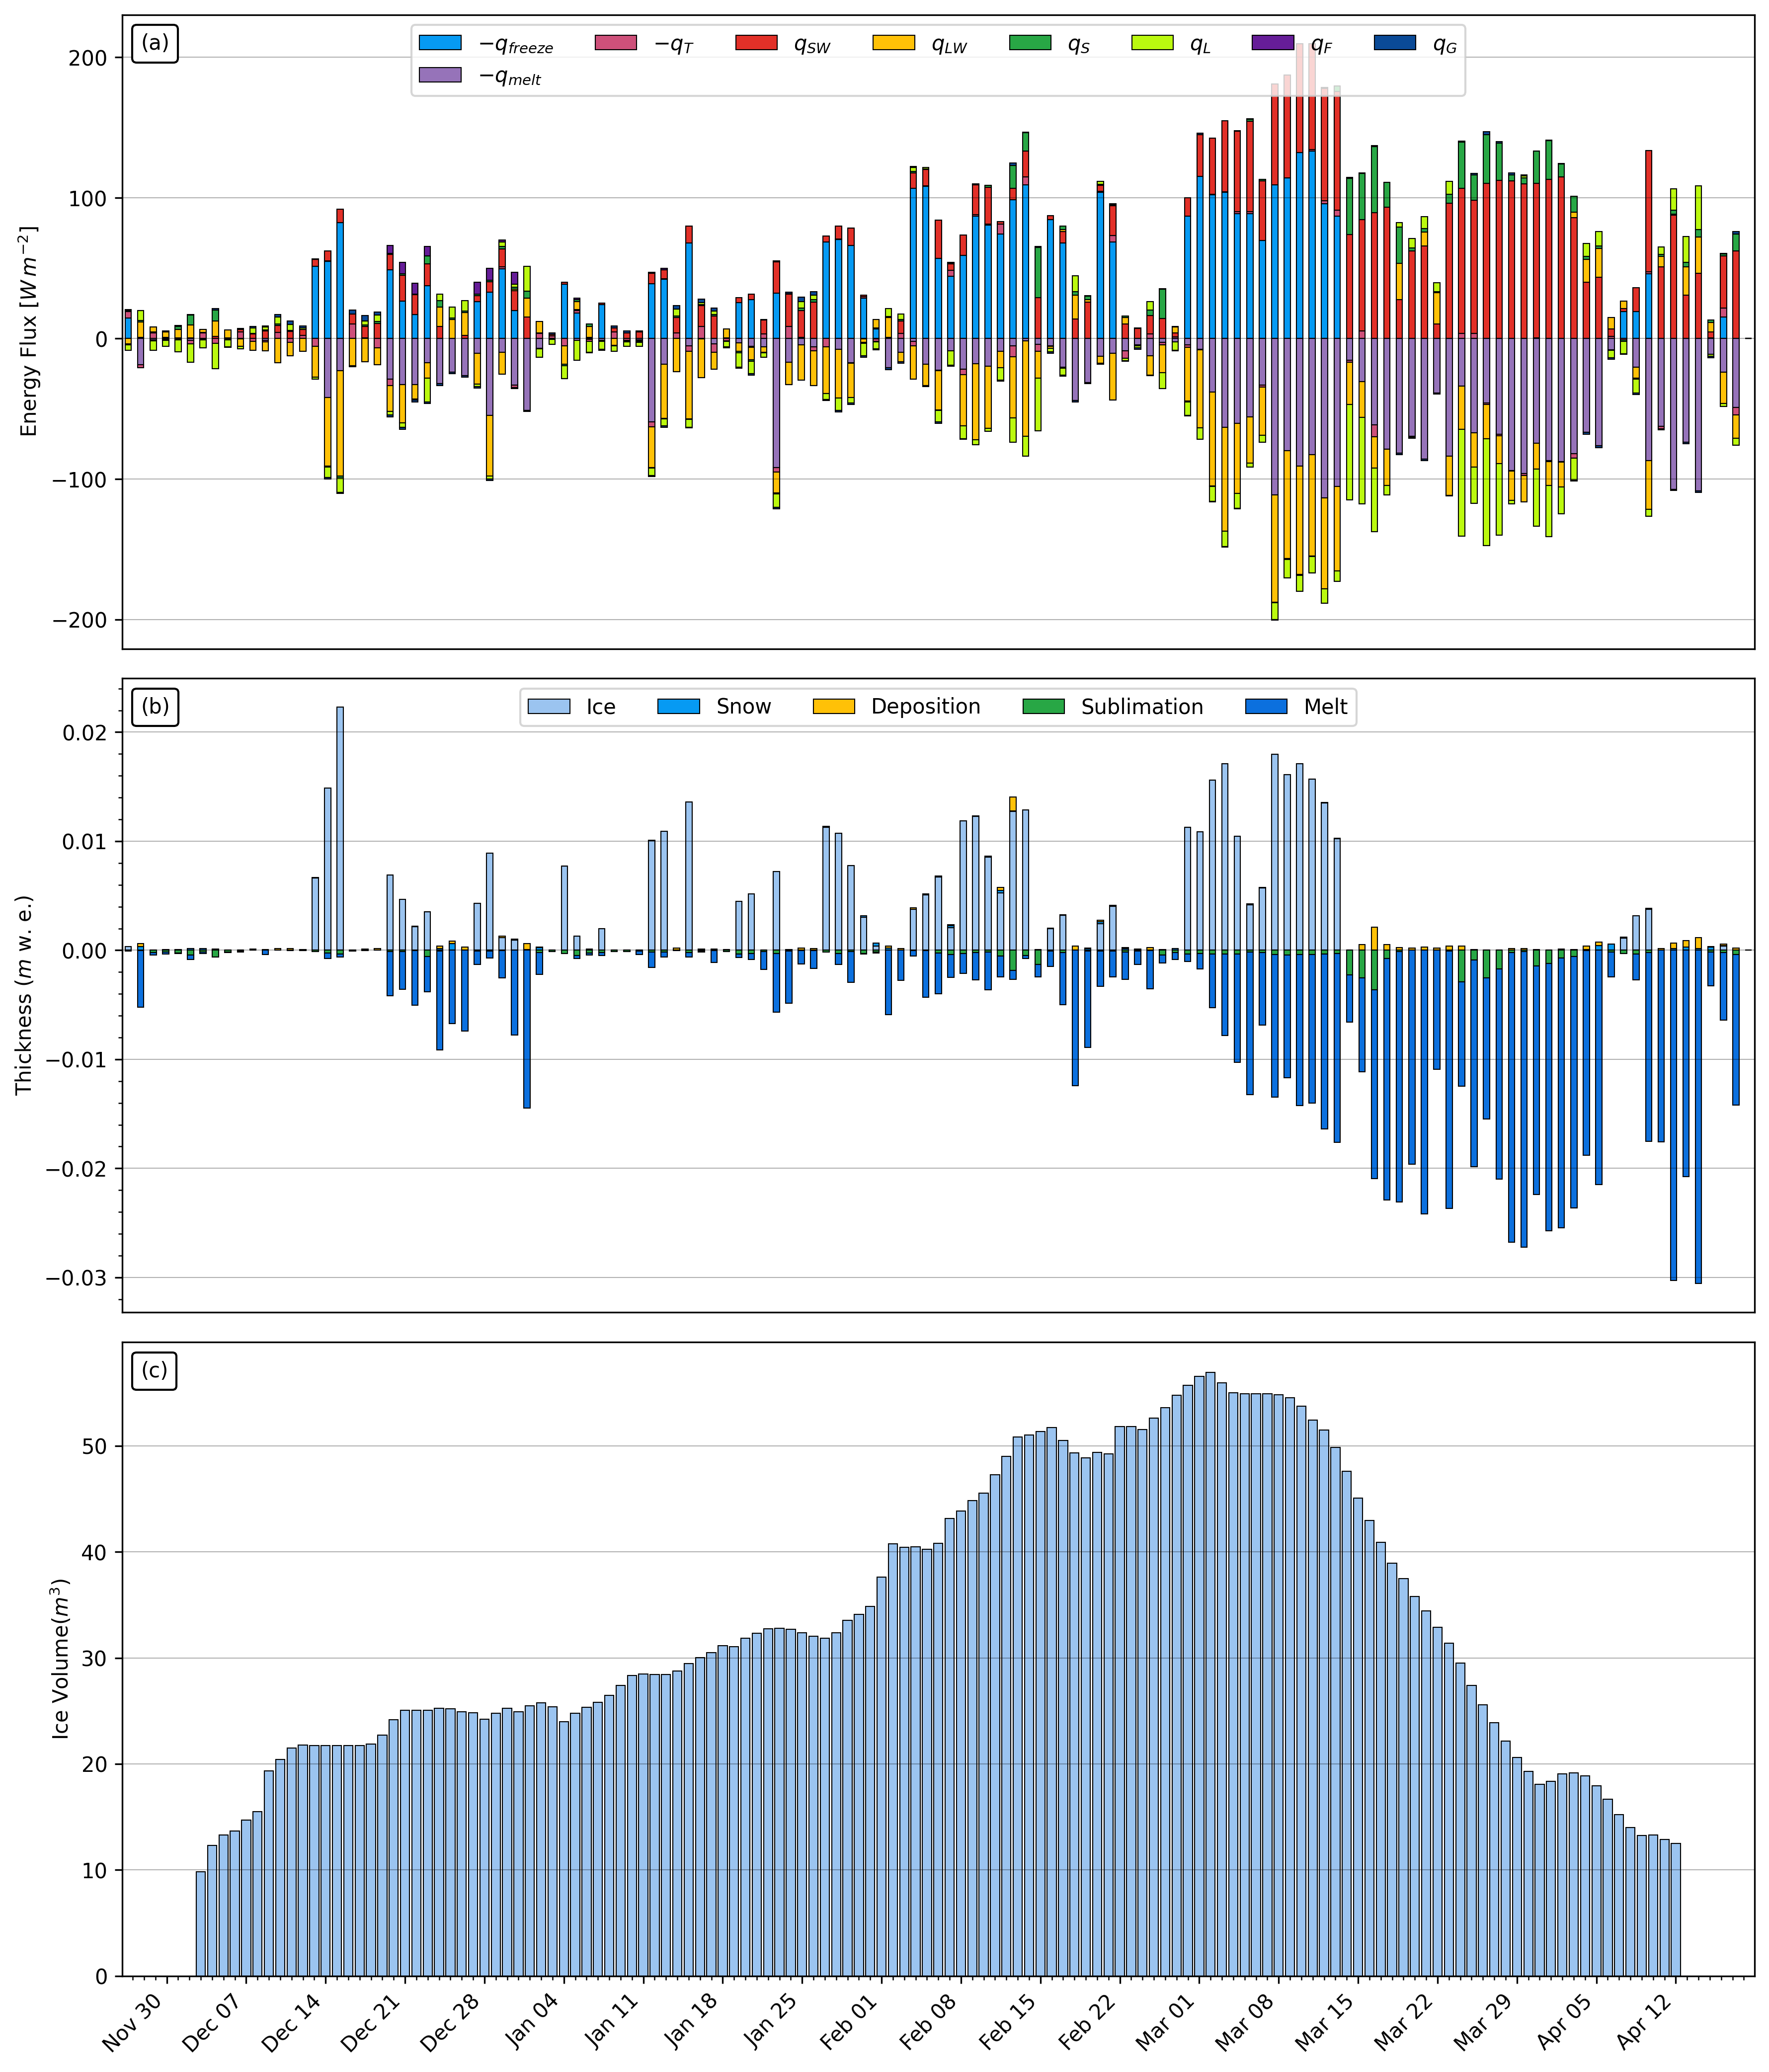 (a)
−q_freeze −q_T q_SW q_LW q_S q_L q_F q_G
−q_melt
Energy Flux [W m⁻²]
200
100
0
−100
−200
(b)
Ice Snow Deposition Sublimation Melt
Thickness (m w. e.)
0.02
0.01
0.00
−0.01
−0.02
−0.03
(c)
Ice Volume(m³)
50
40
30
20
10
0
Nov 30 Dec 07 Dec 14 Dec 21 Dec 28 Jan 04 Jan 11 Jan 18 Jan 25 Feb 01 Feb 08 Feb 15 Feb 22 Mar 01 Mar 08 Mar 15 Mar 22 Mar 29 Apr 05 Apr 12